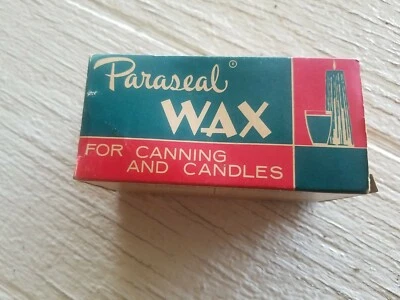 Paraseal®
WAX
FOR CANNING
AND CANDLES